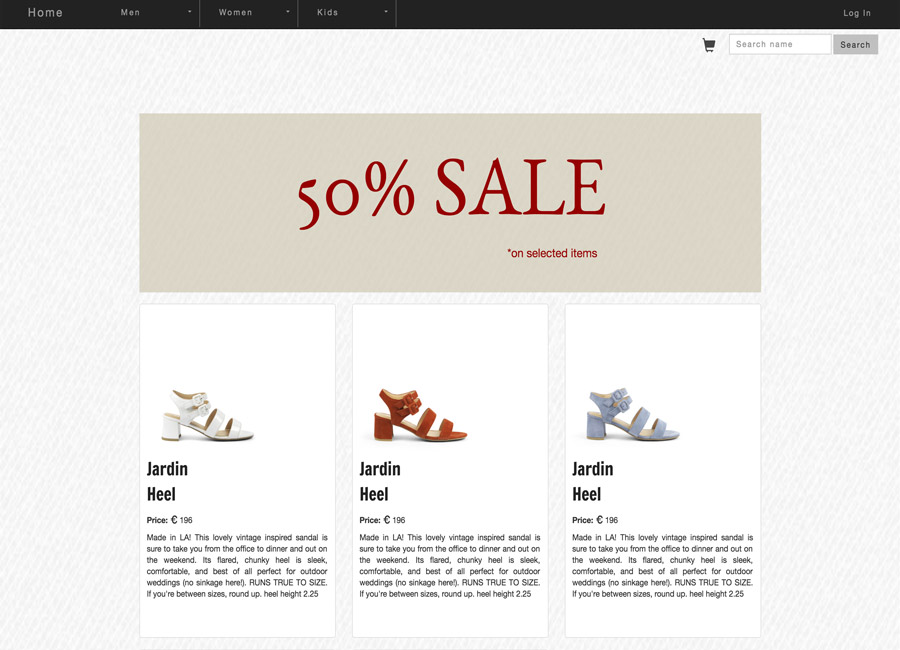 Home Men Women Kids Log In
Search name Search
50% SALE
*on selected items
Jardin
Heel
Price: € 196
Made in LA! This lovely vintage inspired sandal is
sure to take you from the office to dinner and out on
the weekend. Its flared, chunky heel is sleek,
comfortable, and best of all perfect for outdoor
weddings (no sinkage here!). RUNS TRUE TO SIZE.
If you're between sizes, round up. heel height 2.25
Jardin
Heel
Price: € 196
Made in LA! This lovely vintage inspired sandal is
sure to take you from the office to dinner and out on
the weekend. Its flared, chunky heel is sleek,
comfortable, and best of all perfect for outdoor
weddings (no sinkage here!). RUNS TRUE TO SIZE.
If you're between sizes, round up. heel height 2.25
Jardin
Heel
Price: € 196
Made in LA! This lovely vintage inspired sandal is
sure to take you from the office to dinner and out on
the weekend. Its flared, chunky heel is sleek,
comfortable, and best of all perfect for outdoor
weddings (no sinkage here!). RUNS TRUE TO SIZE.
If you're between sizes, round up. heel height 2.25